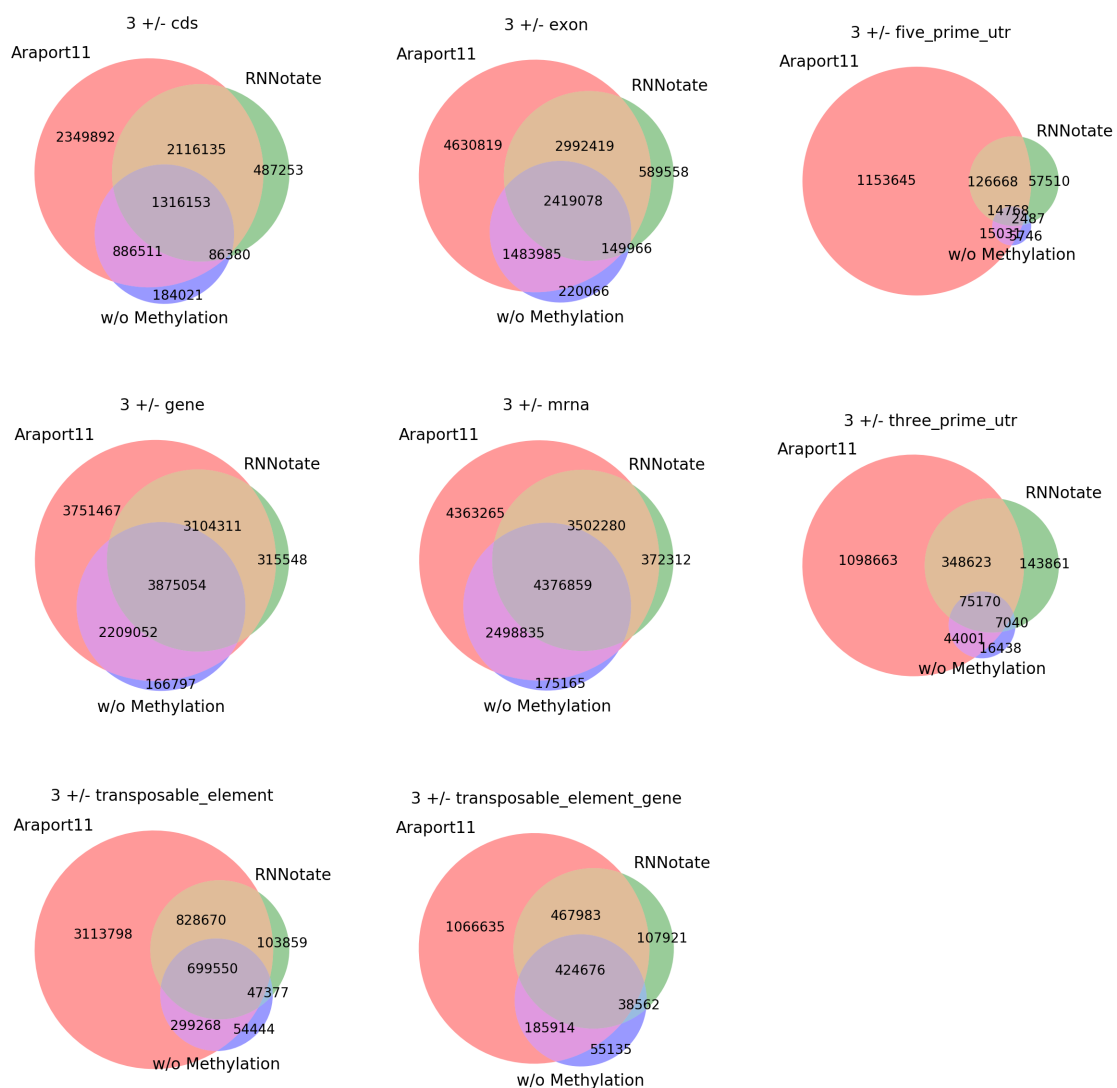 3 +/- cds
Araport11
RNNotate
2349892
2116135
487253
1316153
886511
86380
184021
w/o Methylation
3 +/- exon
Araport11
RNNotate
4630819
2992419
589558
2419078
1483985
149966
220066
w/o Methylation
3 +/- five_prime_utr
Araport11
RNNotate
1153645
126668
57510
14768
2487
15031
5746
w/o Methylation
3 +/- gene
Araport11
RNNotate
3751467
3104311
315548
3875054
2209052
166797
w/o Methylation
3 +/- mrna
Araport11
RNNotate
4363265
3502280
372312
4376859
2498835
175165
w/o Methylation
3 +/- three_prime_utr
Araport11
RNNotate
1098663
348623
143861
75170
7040
44001
16438
w/o Methylation
3 +/- transposable_element
Araport11
RNNotate
3113798
828670
103859
699550
47377
299268
54444
w/o Methylation
3 +/- transposable_element_gene
Araport11
RNNotate
1066635
467983
107921
424676
38562
185914
55135
w/o Methylation